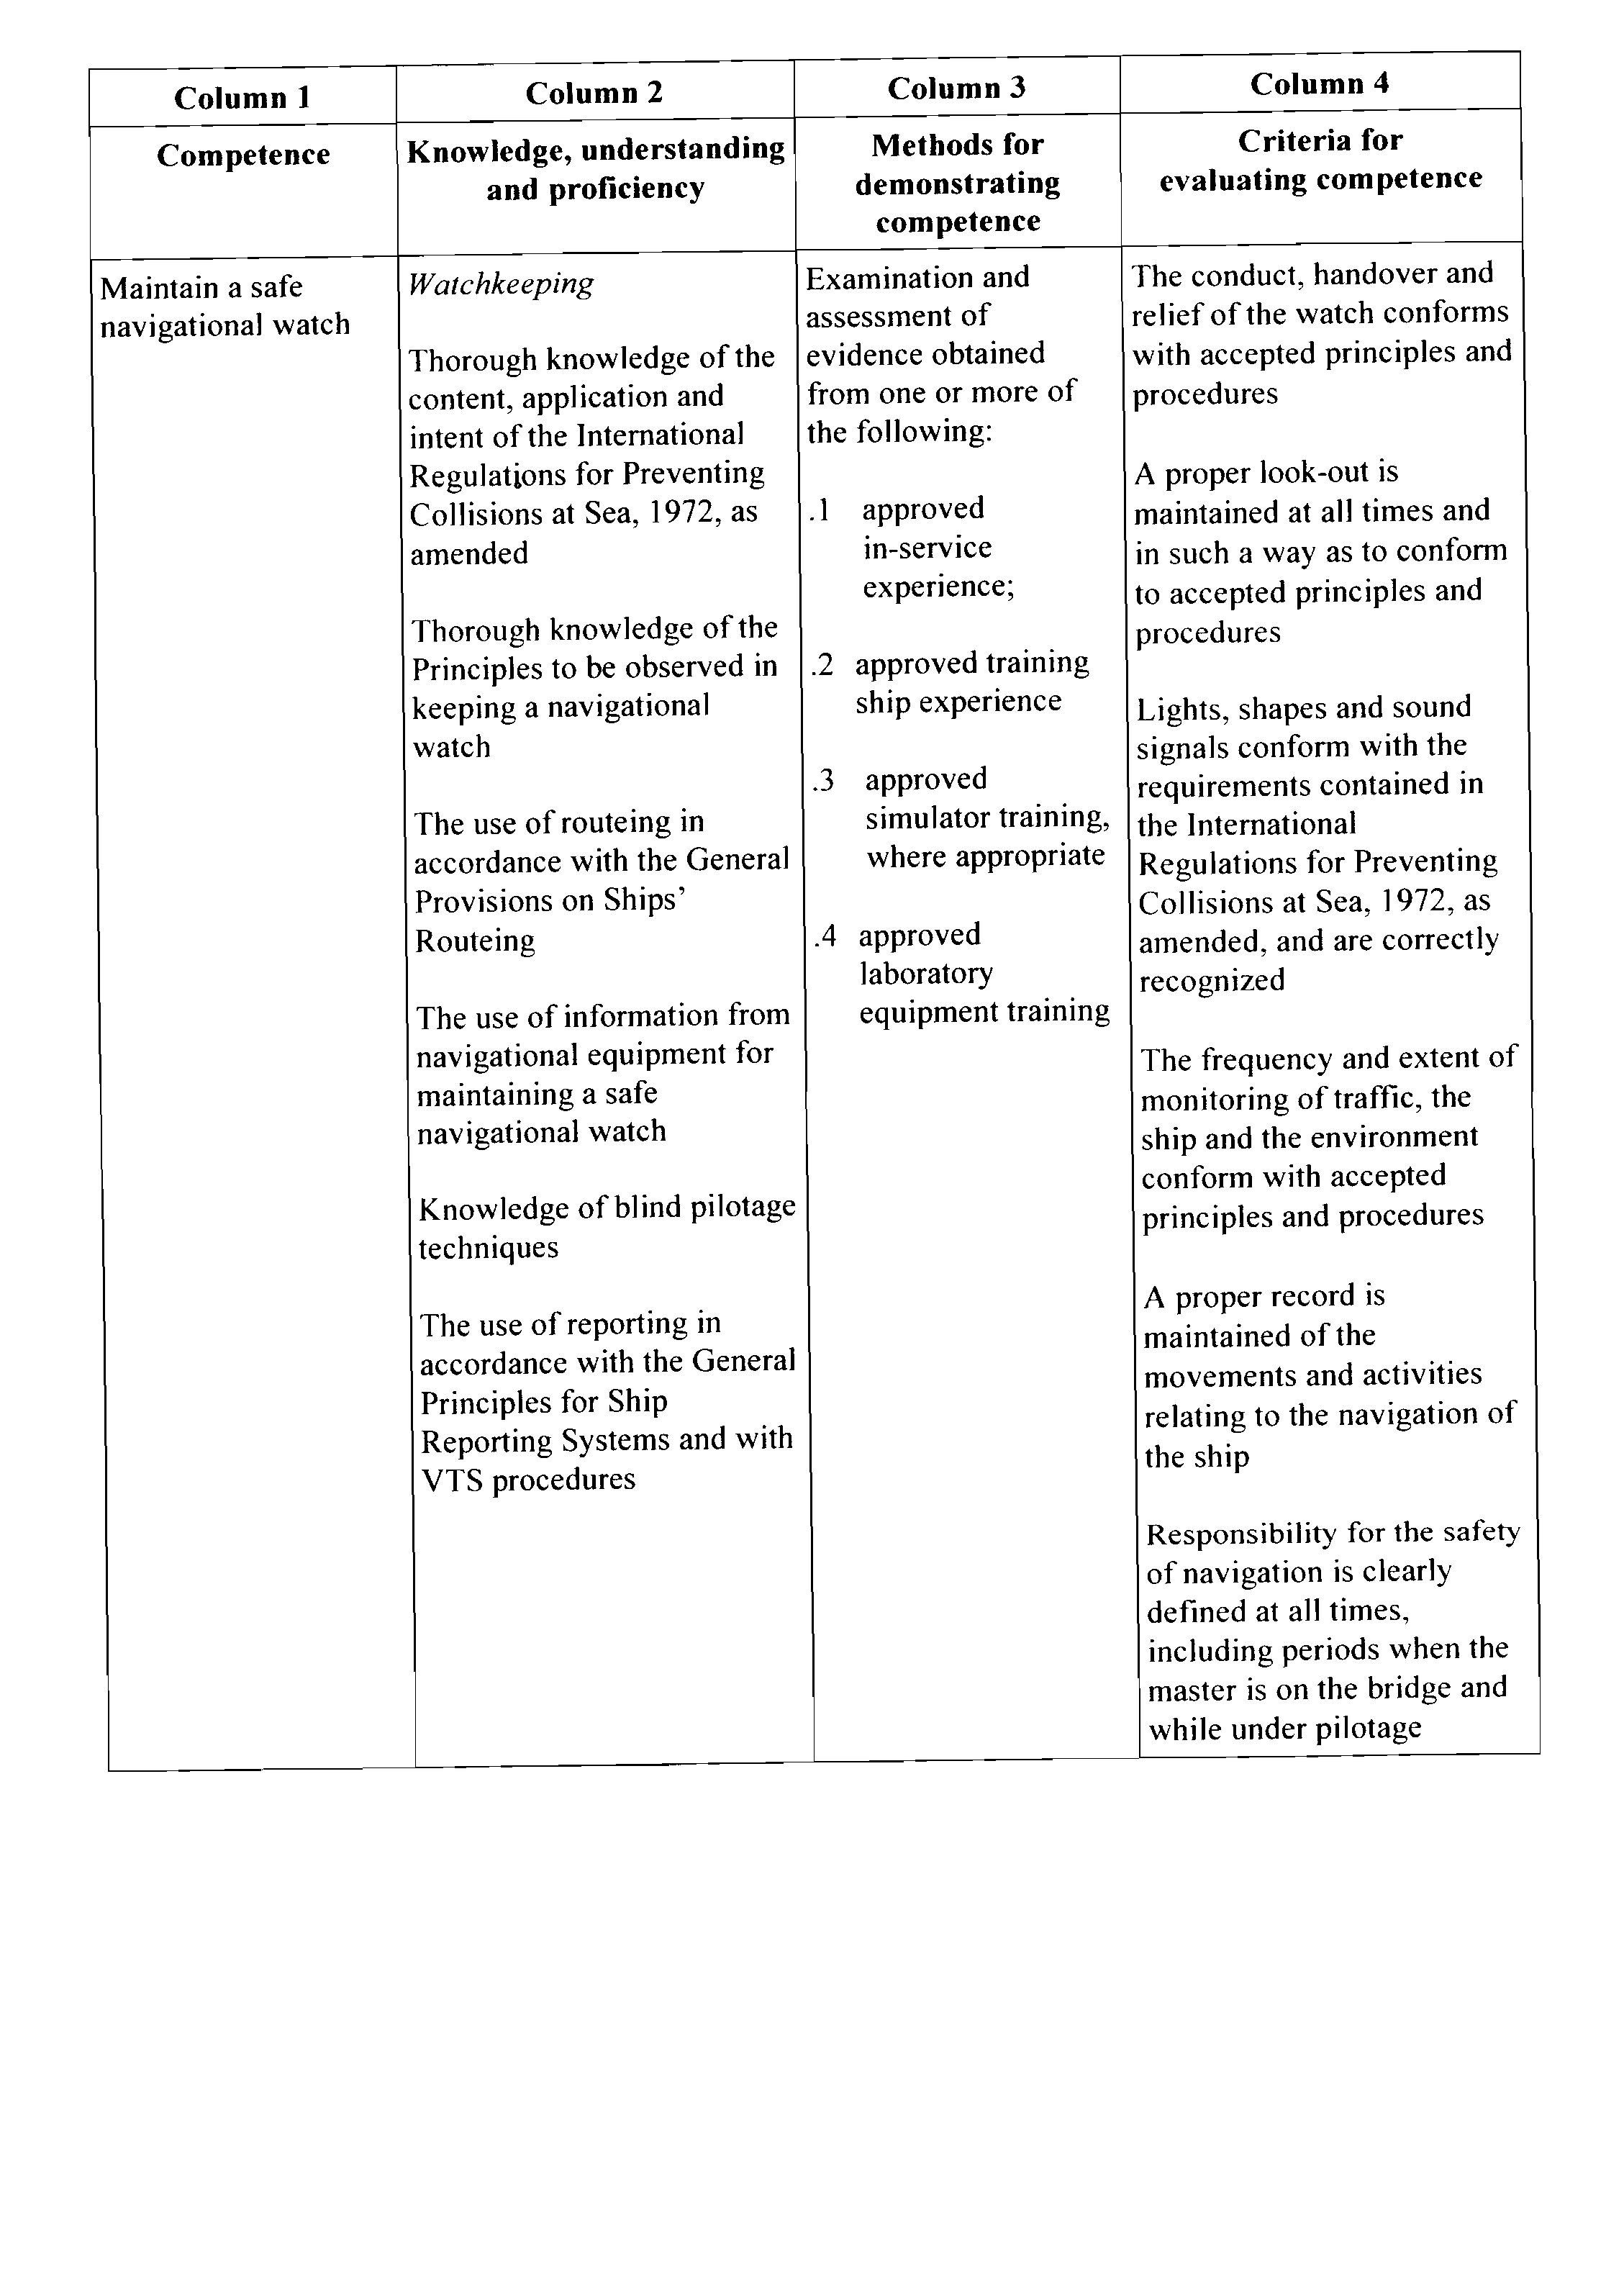 Column 1
Column 2
Column 3
Column 4
Competence
Knowledge, understanding
and proficiency
Methods for
demonstrating
competence
Criteria for
evaluating competence
Maintain a safe
navigational watch
Watchkeeping
Thorough knowledge of the
content, application and
intent of the International
Regulations for Preventing
Collisions at Sea, 1972, as
amended
Thorough knowledge of the
Principles to be observed in
keeping a navigational
watch
The use of routeing in
accordance with the General
Provisions on Ships'
Routeing
The use of information from
navigational equipment for
maintaining a safe
navigational watch
Knowledge of blind pilotage
techniques
The use of reporting in
accordance with the General
Principles for Ship
Reporting Systems and with
VTS procedures
Examination and
assessment of
evidence obtained
from one or more of
the following:
.1 approved
in-service
experience;
.2 approved training
ship experience
.3 approved
simulator training,
where appropriate
.4 approved
laboratory
equipment training
The conduct, handover and
relief of the watch conforms
with accepted principles and
procedures
A proper look-out is
maintained at all times and
in such a way as to conform
to accepted principles and
procedures
Lights, shapes and sound
signals conform with the
requirements contained in
the International
Regulations for Preventing
Collisions at Sea, 1972, as
amended, and are correctly
recognized
The frequency and extent of
monitoring of traffic, the
ship and the environment
conform with accepted
principles and procedures
A proper record is
maintained of the
movements and activities
relating to the navigation of
the ship
Responsibility for the safety
of navigation is clearly
defined at all times,
including periods when the
master is on the bridge and
while under pilotage